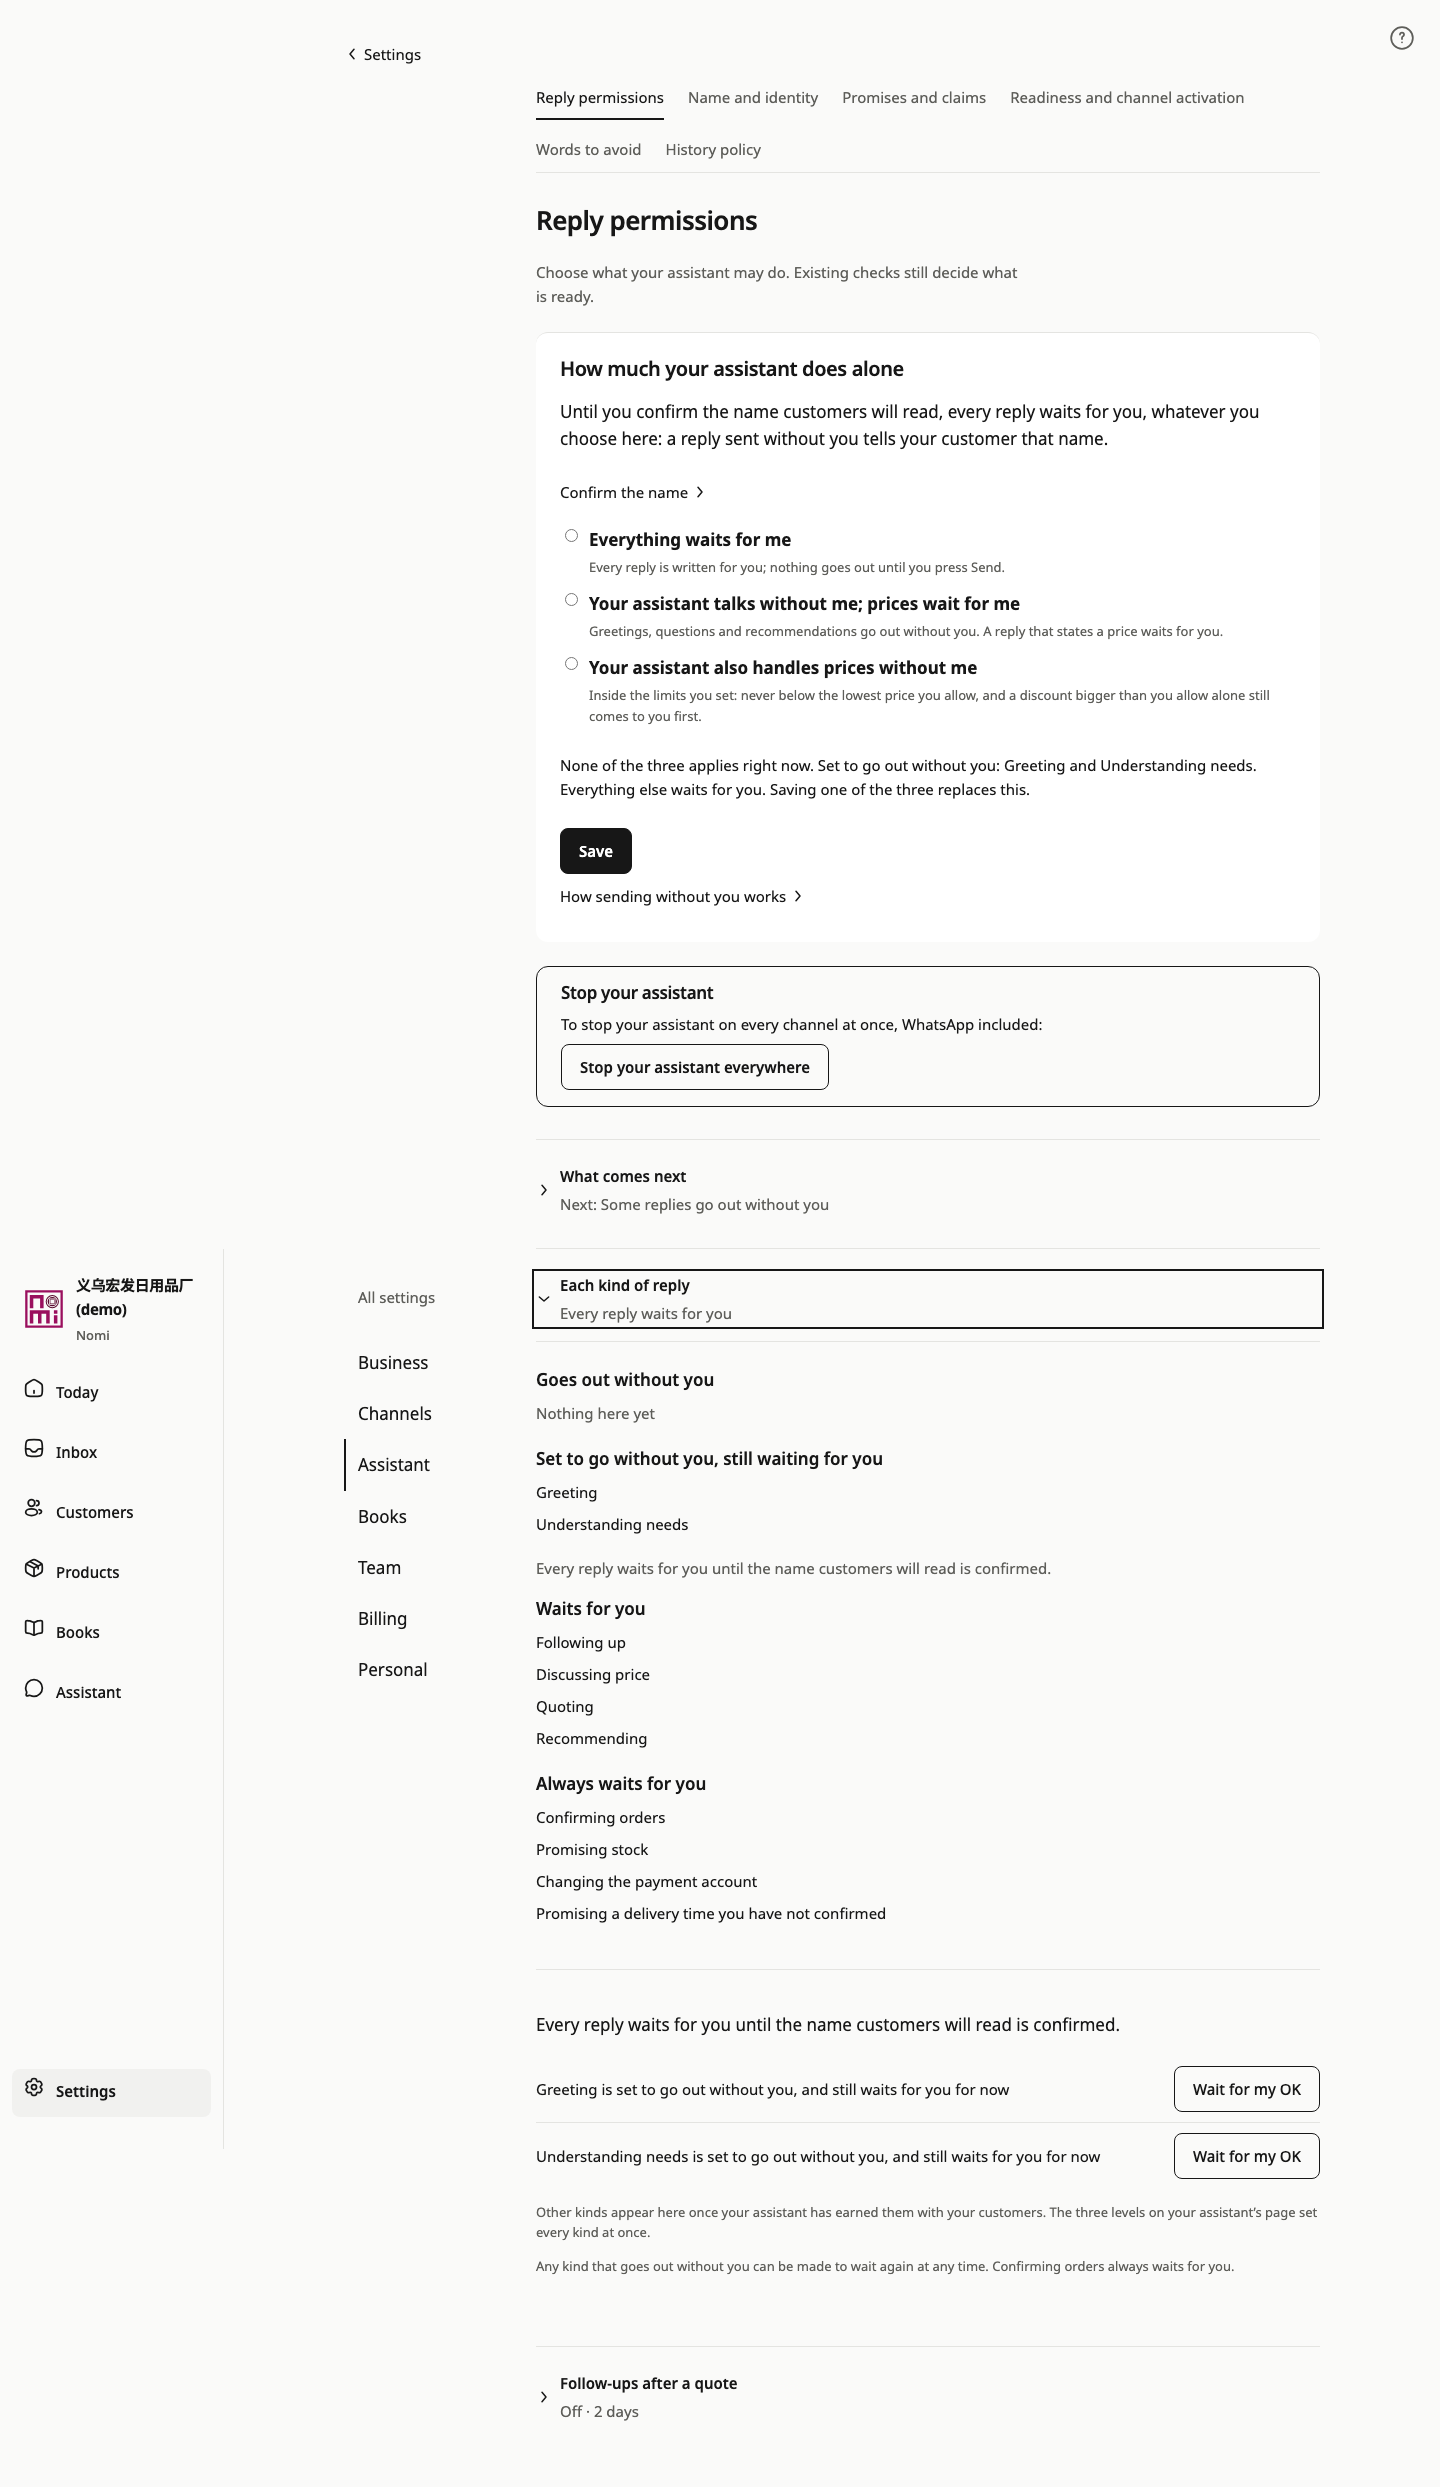 Settings
Reply permissions
Name and identity
Promises and claims
Readiness and channel activation
Words to avoid
History policy
Reply permissions
Choose what your assistant may do. Existing checks still decide what
is ready.
How much your assistant does alone
Until you confirm the name customers will read, every reply waits for you, whatever you
choose here: a reply sent without you tells your customer that name.
Confirm the name
Everything waits for me
Every reply is written for you; nothing goes out until you press Send.
Your assistant talks without me; prices wait for me
Greetings, questions and recommendations go out without you. A reply that states a price waits for you.
Your assistant also handles prices without me
Inside the limits you set: never below the lowest price you allow, and a discount bigger than you allow alone still
comes to you first.
None of the three applies right now. Set to go out without you: Greeting and Understanding needs.
Everything else waits for you. Saving one of the three replaces this.
Save
How sending without you works
Stop your assistant
To stop your assistant on every channel at once, WhatsApp included:
Stop your assistant everywhere
What comes next
Next: Some replies go out without you
义乌宏发日用品厂
(demo)
Nomi
Today
Inbox
Customers
Products
Books
Assistant
Settings
All settings
Business
Channels
Assistant
Books
Team
Billing
Personal
Each kind of reply
Every reply waits for you
Goes out without you
Nothing here yet
Set to go without you, still waiting for you
Greeting
Understanding needs
Every reply waits for you until the name customers will read is confirmed.
Waits for you
Following up
Discussing price
Quoting
Recommending
Always waits for you
Confirming orders
Promising stock
Changing the payment account
Promising a delivery time you have not confirmed
Every reply waits for you until the name customers will read is confirmed.
Greeting is set to go out without you, and still waits for you for now
Wait for my OK
Understanding needs is set to go out without you, and still waits for you for now
Wait for my OK
Other kinds appear here once your assistant has earned them with your customers. The three levels on your assistant’s page set
every kind at once.
Any kind that goes out without you can be made to wait again at any time. Confirming orders always waits for you.
Follow-ups after a quote
Off · 2 days